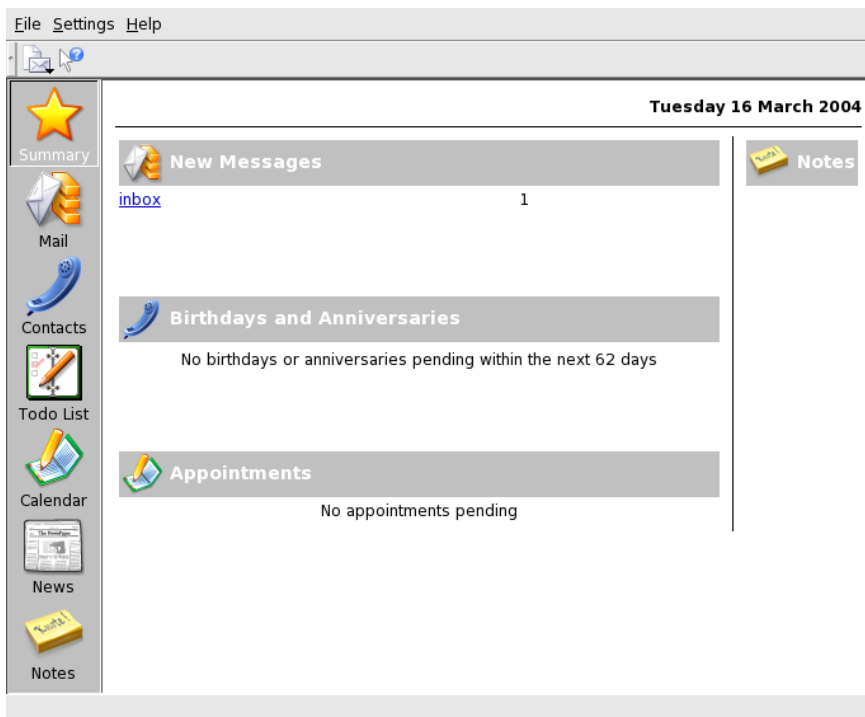 File Settings Help
Tuesday 16 March 2004
Summary
Mail
Contacts
Todo List
Calendar
News
Notes
New Messages
inbox 1
Birthdays and Anniversaries
No birthdays or anniversaries pending within the next 62 days
Appointments
No appointments pending
Notes